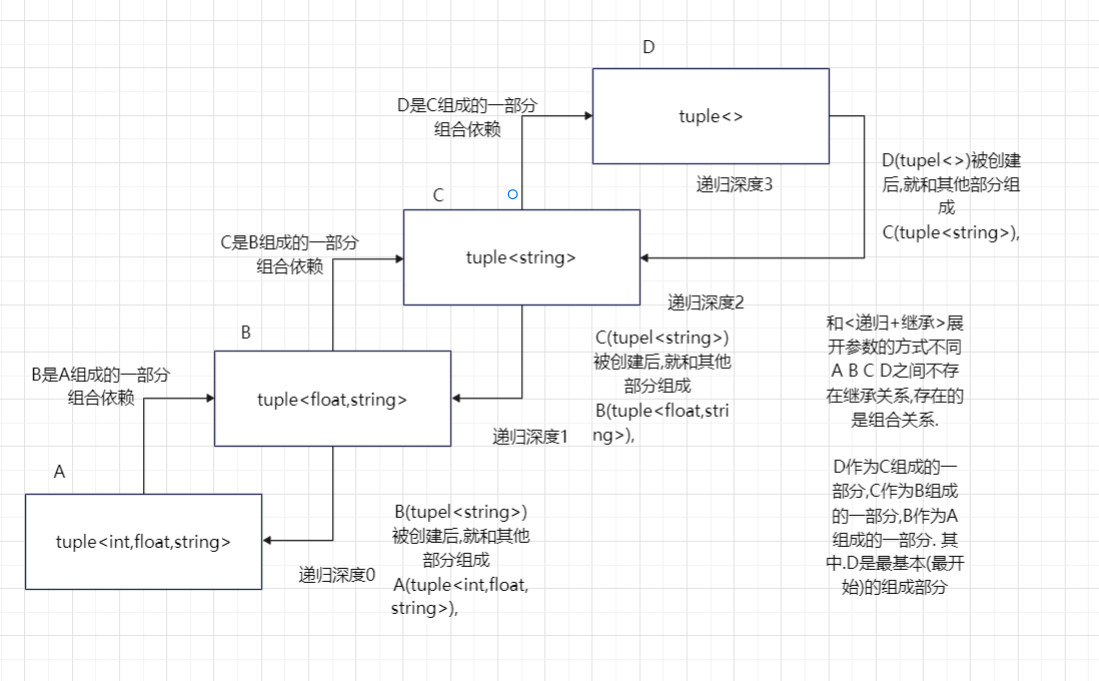 D
tuple<>
D是C组成的一部分
组合依赖
递归深度3
D(tupel<>)被创建
后,就和其他部分组
成
C(tuple<string>),
C
tuple<string>
C是B组成的一部分
组合依赖
递归深度2
C(tupel<string>)
被创建后,就和其他
部分组成
B(tuple<float,stri
ng>),
B
tuple<float,string>
B是A组成的一部分
组合依赖
递归深度1
A
tuple<int,float,string>
递归深度0
B(tupel<string>)
被创建后,就和其他
部分组成
A(tuple<int,float,
string>),
和<递归+继承>展
开参数的方式不同
A B C D之间不存
在继承关系,存在的
是组合关系.
D作为C组成的一
部分,C作为B组成
的一部分,B作为A
组成的一部分. 其
中.D是最基本(最开
始)的组成部分